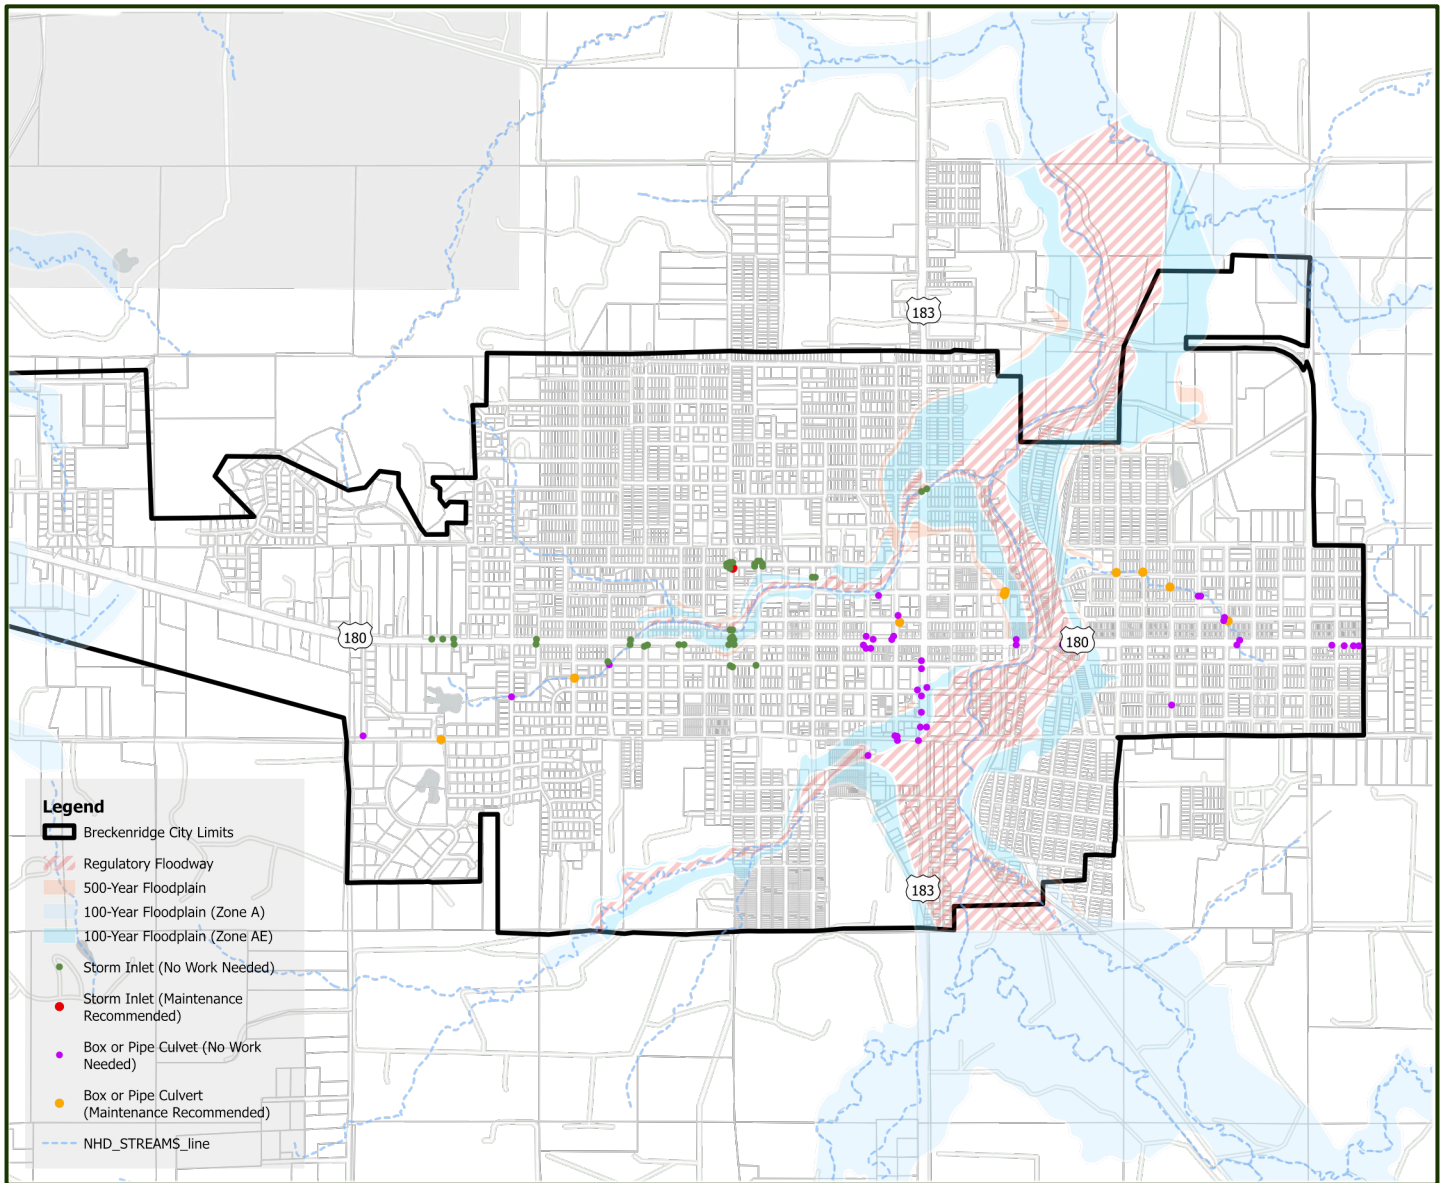 183
180
180
183
Legend
Breckenridge City Limits
Regulatory Floodway
500-Year Floodplain
100-Year Floodplain (Zone A)
100-Year Floodplain (Zone AE)
Storm Inlet (No Work Needed)
Storm Inlet (Maintenance
Recommended)
Box or Pipe Culvet (No Work
Needed)
Box or Pipe Culvert
(Maintenance Recommended)
NHD_STREAMS_line